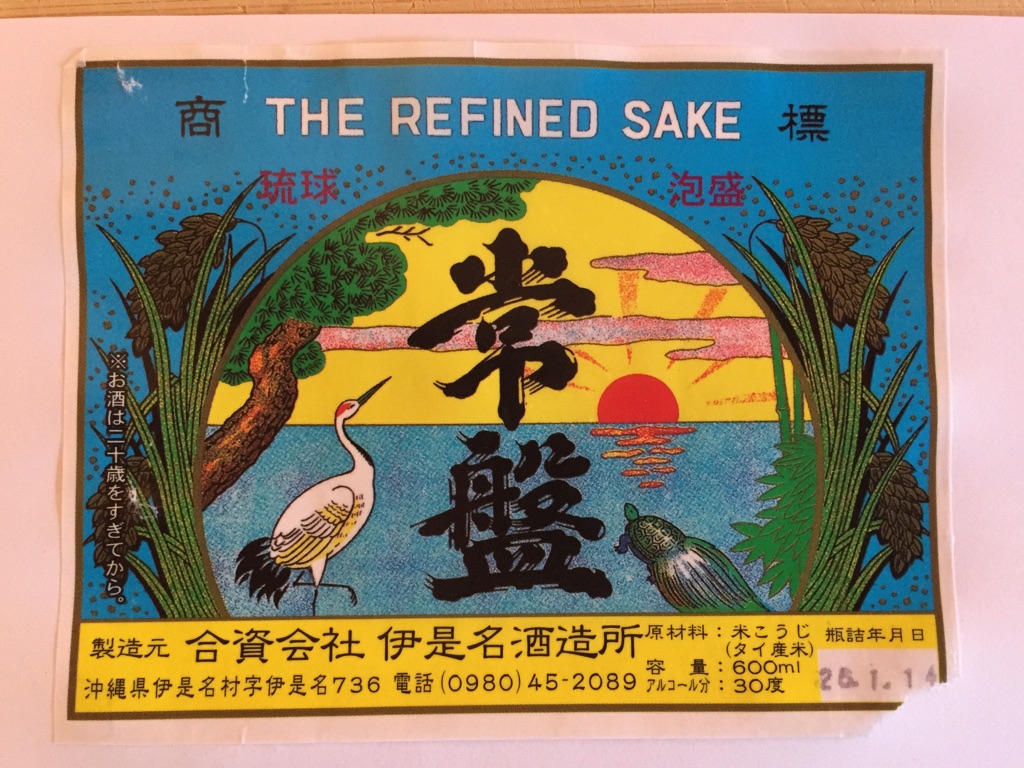 商 THE REFINED SAKE 標
琉球 泡盛
常盤
※お酒は二十歳をすぎてから。
製造元 合資会社 伊是名酒造所
沖縄県伊是名村字伊是名736 電話(0980)45-2089
原材料:米こうじ
(タイ産米)
容量:600ml
アルコール分:30度
瓶詰年月日
26.1.14